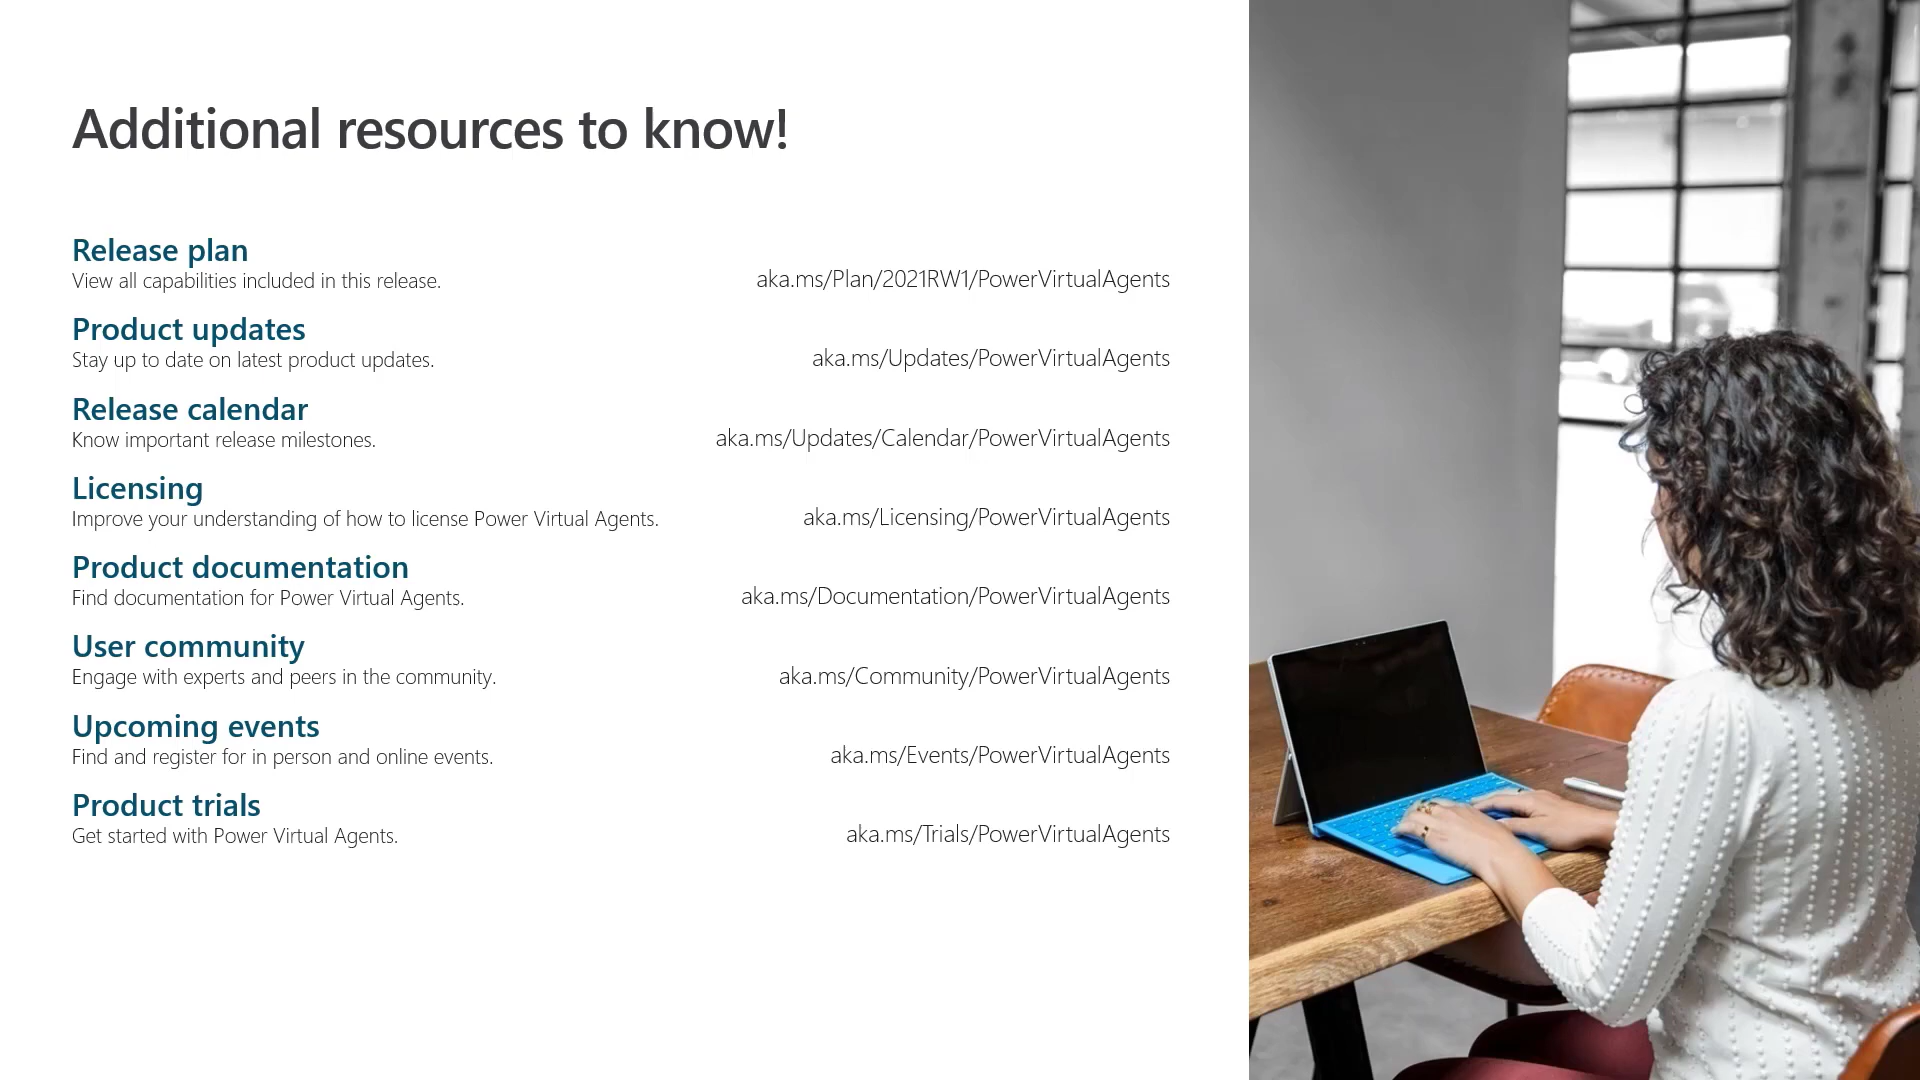 Additional resources to know!
Release plan
View all capabilities included in this release.
aka.ms/Plan/2021RW1/PowerVirtualAgents
Product updates
Stay up to date on latest product updates.
aka.ms/Updates/PowerVirtualAgents
Release calendar
Know important release milestones.
aka.ms/Updates/Calendar/PowerVirtualAgents
Licensing
Improve your understanding of how to license Power Virtual Agents.
aka.ms/Licensing/PowerVirtualAgents
Product documentation
Find documentation for Power Virtual Agents.
aka.ms/Documentation/PowerVirtualAgents
User community
Engage with experts and peers in the community.
aka.ms/Community/PowerVirtualAgents
Upcoming events
Find and register for in person and online events.
aka.ms/Events/PowerVirtualAgents
Product trials
Get started with Power Virtual Agents.
aka.ms/Trials/PowerVirtualAgents